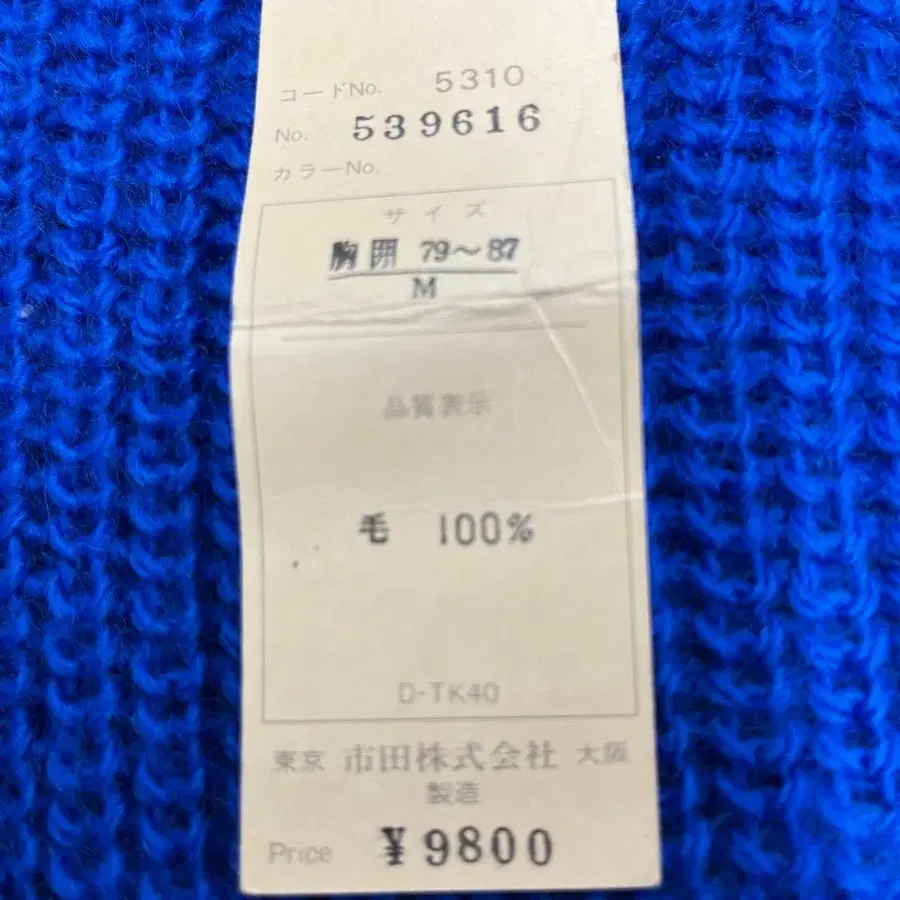 コードNo. 5310
No. 539616
カラーNo.
サイズ
胸囲 79～87
M
品質表示
毛 100%
D-TK40
東京 市田株式会社 大阪
製造
Price ¥9800